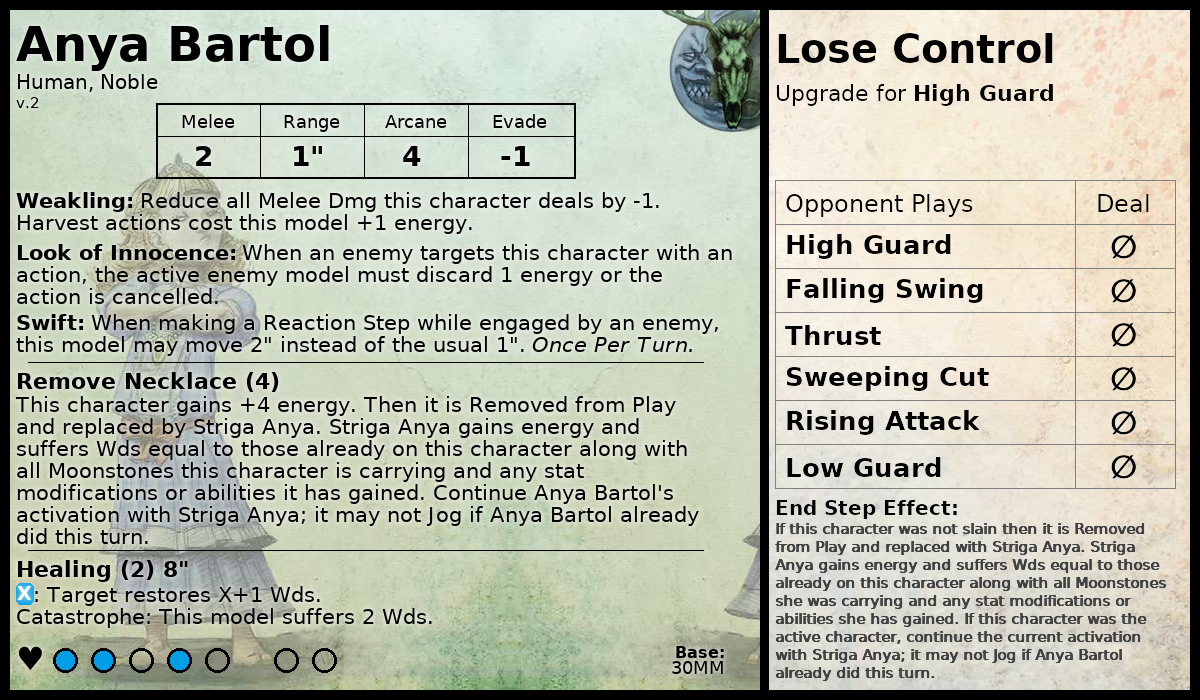 Anya Bartol
Human, Noble
v.2
Melee Range Arcane Evade
2 1" 4 -1
Weakling: Reduce all Melee Dmg this character deals by -1.
Harvest actions cost this model +1 energy.
Look of Innocence: When an enemy targets this character with an
action, the active enemy model must discard 1 energy or the
action is cancelled.
Swift: When making a Reaction Step while engaged by an enemy,
this model may move 2" instead of the usual 1". Once Per Turn.
Remove Necklace (4)
This character gains +4 energy. Then it is Removed from Play
and replaced by Striga Anya. Striga Anya gains energy and
suffers Wds equal to those already on this character along with
all Moonstones this character is carrying and any stat
modifications or abilities it has gained. Continue Anya Bartol's
activation with Striga Anya; it may not Jog if Anya Bartol already
did this turn.
Healing (2) 8"
X: Target restores X+1 Wds.
Catastrophe: This model suffers 2 Wds.
Base:
30MM
Lose Control
Upgrade for High Guard
Opponent Plays Deal
High Guard ∅
Falling Swing ∅
Thrust ∅
Sweeping Cut ∅
Rising Attack ∅
Low Guard ∅
End Step Effect:
If this character was not slain then it is Removed
from Play and replaced with Striga Anya. Striga
Anya gains energy and suffers Wds equal to those
already on this character along with all Moonstones
she was carrying and any stat modifications or
abilities she has gained. If this character was the
active character, continue the current activation
with Striga Anya; it may not Jog if Anya Bartol
already did this turn.